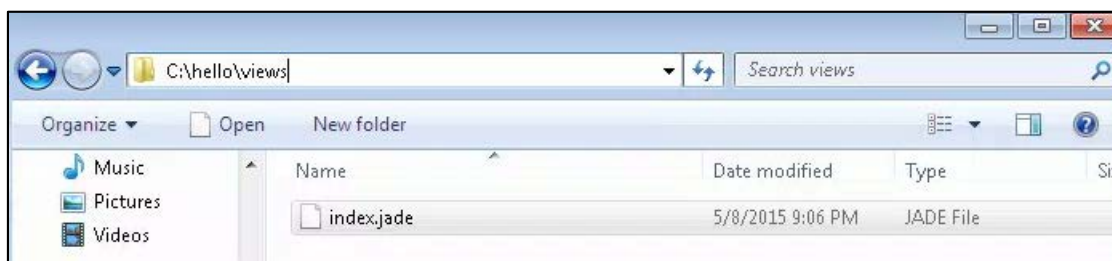 C:\hello\views Search views
Organize Open New folder
Music Name Date modified Type
Pictures index.jade 5/8/2015 9:06 PM JADE File
Videos